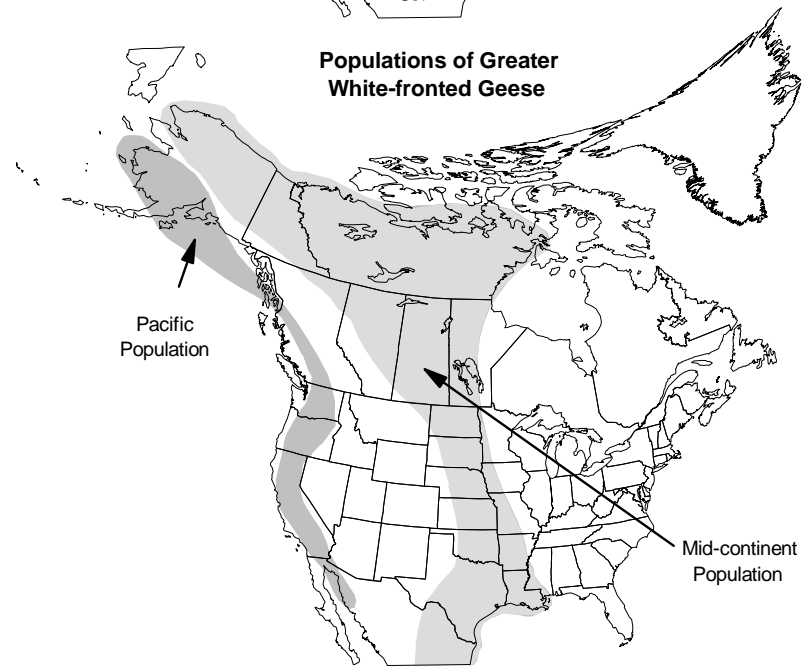 Populations of Greater
White-fronted Geese
Pacific
Population
Mid-continent
Population